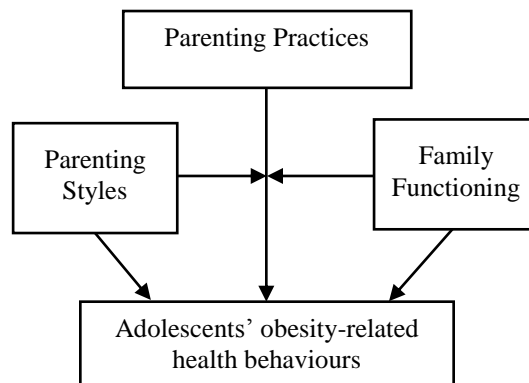 Parenting Practices
Parenting
Styles
Family
Functioning
Adolescents’ obesity-related
health behaviours